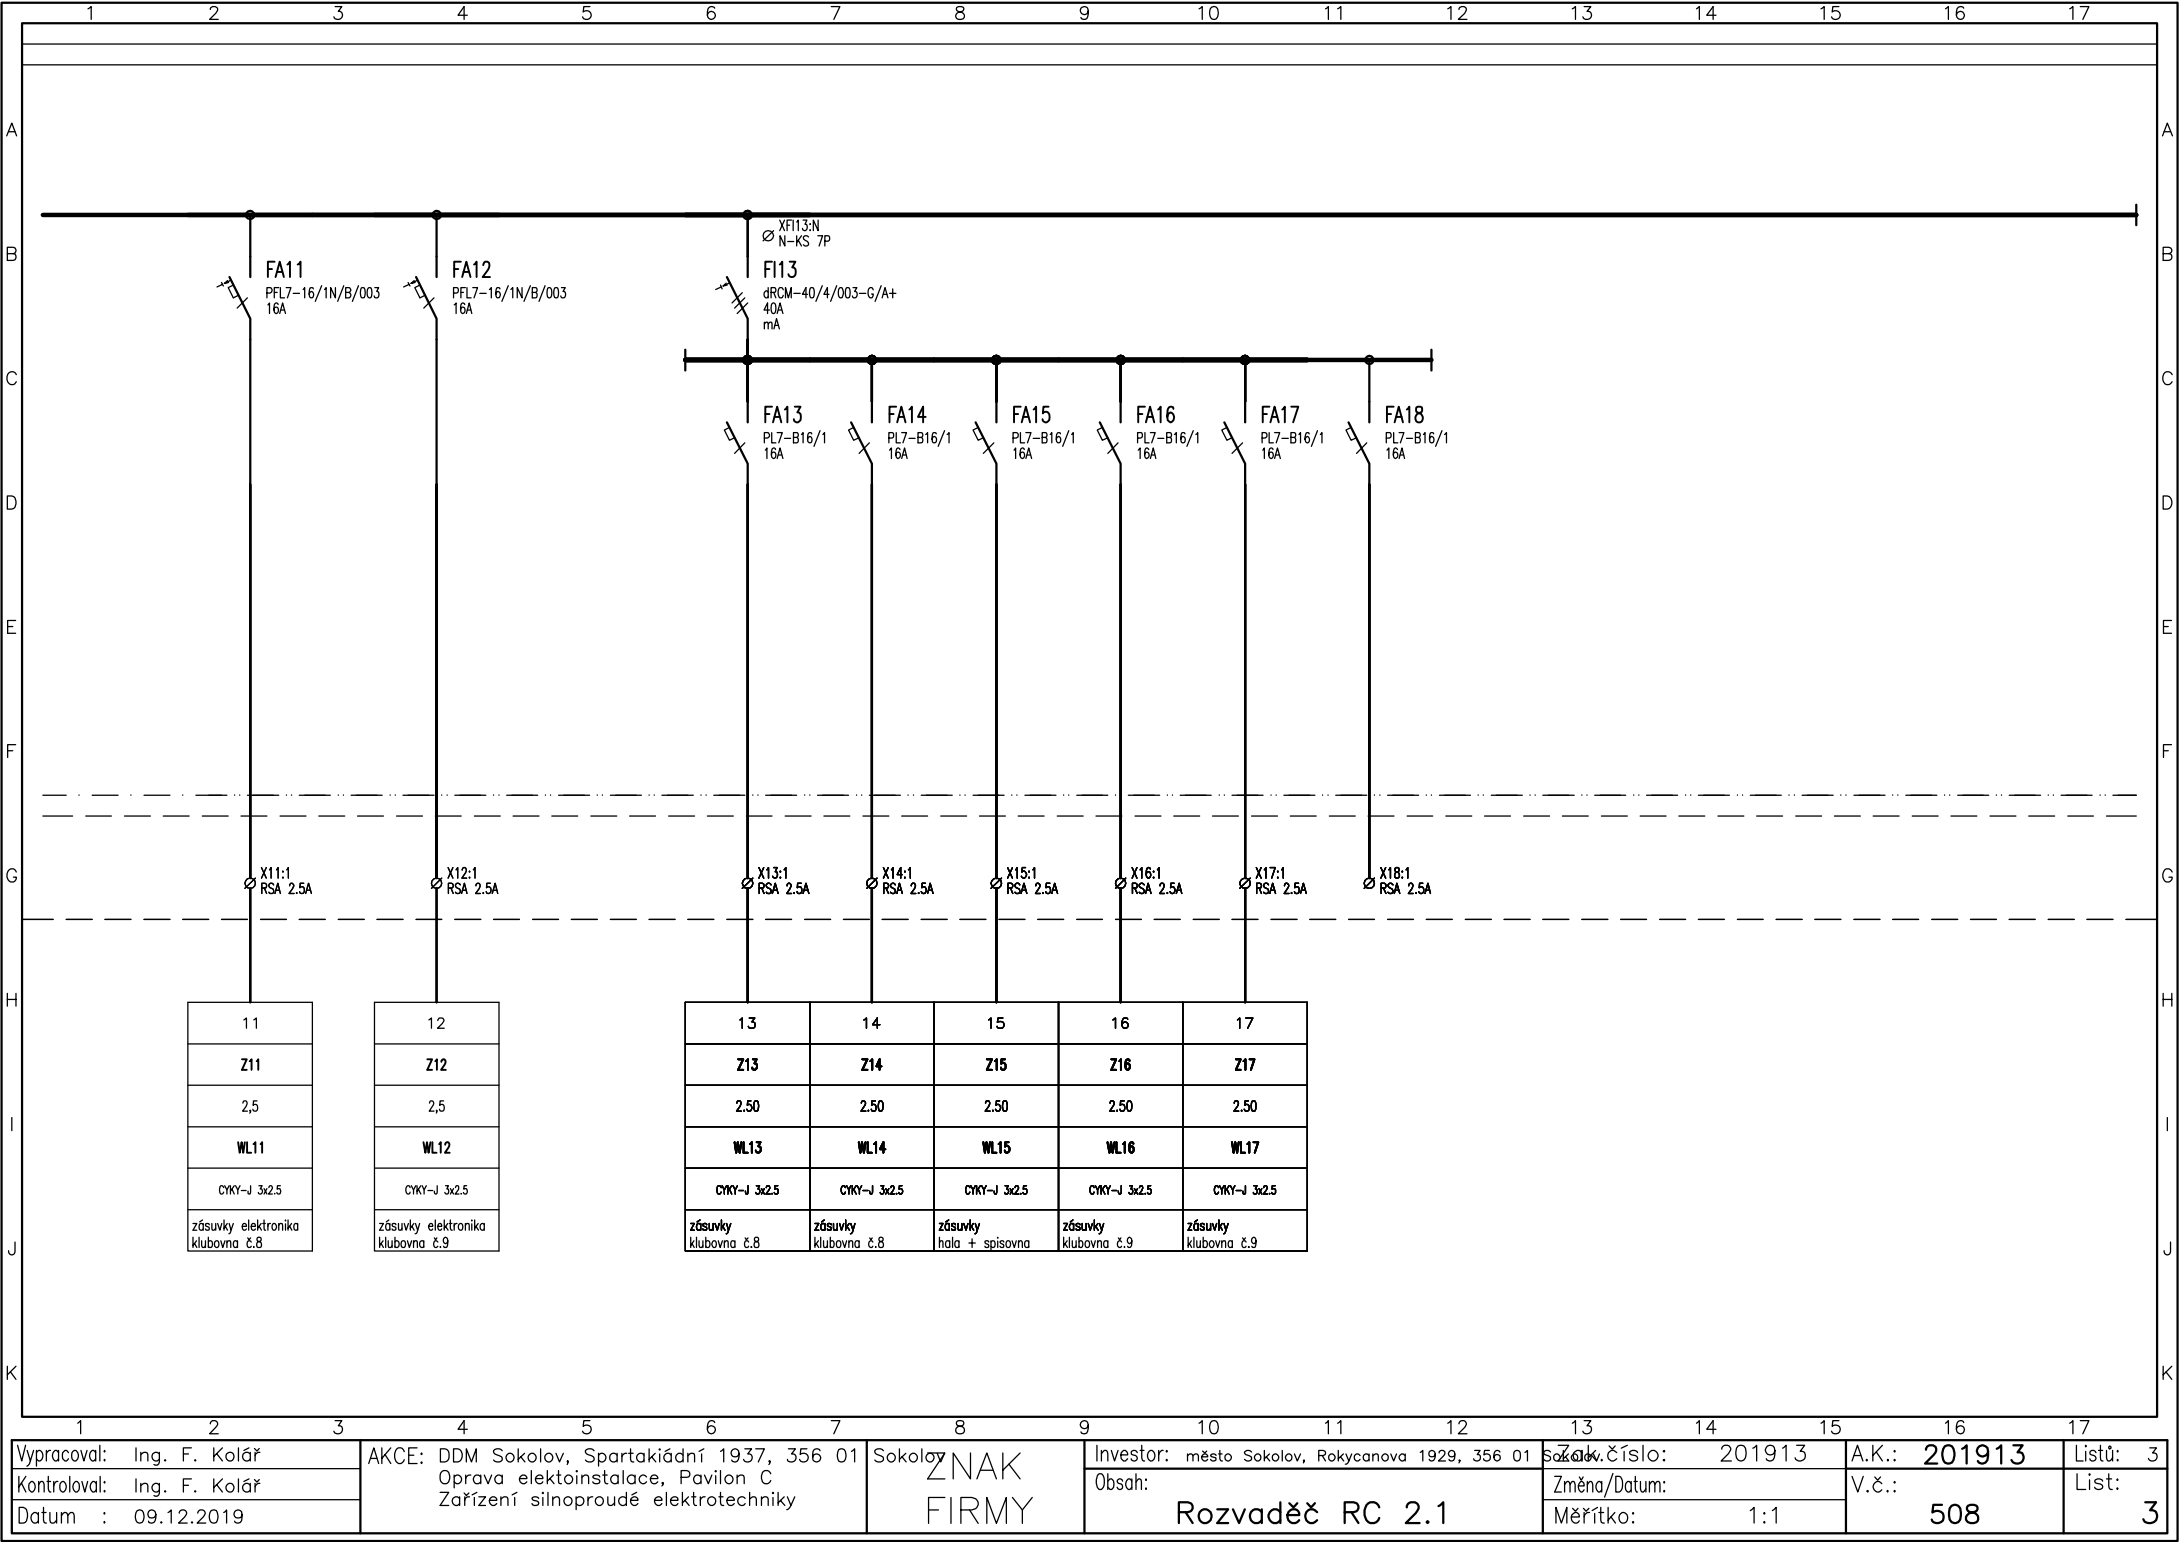 1 2 3 4 5 6 7 8 9 10 11 12 13 14 15 16 17
A A
B B
C C
D D
E E
F F
G G
H H
I I
J J
K K
XFI13:N
N-KS 7P
FA11
PFL7-16/1N/B/003
16A
FA12
PFL7-16/1N/B/003
16A
FI13
dRCM-40/4/003-G/A+
40A
mA
FA13
PL7-B16/1
16A
FA14
PL7-B16/1
16A
FA15
PL7-B16/1
16A
FA16
PL7-B16/1
16A
FA17
PL7-B16/1
16A
FA18
PL7-B16/1
16A
X11:1
RSA 2.5A
X12:1
RSA 2.5A
X13:1
RSA 2.5A
X14:1
RSA 2.5A
X15:1
RSA 2.5A
X16:1
RSA 2.5A
X17:1
RSA 2.5A
X18:1
RSA 2.5A
11 12 13 14 15 16 17
Z11 Z12 Z13 Z14 Z15 Z16 Z17
2,5 2,5 2.50 2.50 2.50 2.50 2.50
WL11 WL12 WL13 WL14 WL15 WL16 WL17
CYKY-J 3x2.5 CYKY-J 3x2.5 CYKY-J 3x2.5 CYKY-J 3x2.5 CYKY-J 3x2.5 CYKY-J 3x2.5 CYKY-J 3x2.5
zásuvky elektronika
klubovna č.8
zásuvky elektronika
klubovna č.9
zásuvky
klubovna č.8
zásuvky
klubovna č.8
zásuvky
hala + spisovna
zásuvky
klubovna č.9
zásuvky
klubovna č.9
1 2 3 4 5 6 7 8 9 10 11 12 13 14 15 16 17
Vypracoval: Ing. F. Kolář
Kontroloval: Ing. F. Kolář
Datum : 09.12.2019
AKCE: DDM Sokolov, Spartakiádní 1937, 356 01 Sokolov
Oprava elektoinstalace, Pavilon C
Zařízení silnoproudé elektrotechniky
ZNAK
FIRMY
Investor: město Sokolov, Rokycanova 1929, 356 01 Sokolov
Obsah:
Rozvaděč RC 2.1
Zak.číslo: 201913
Změna/Datum:
Měřítko: 1:1
A.K.: 201913
V.č.:
508
Listů: 3
List:
3